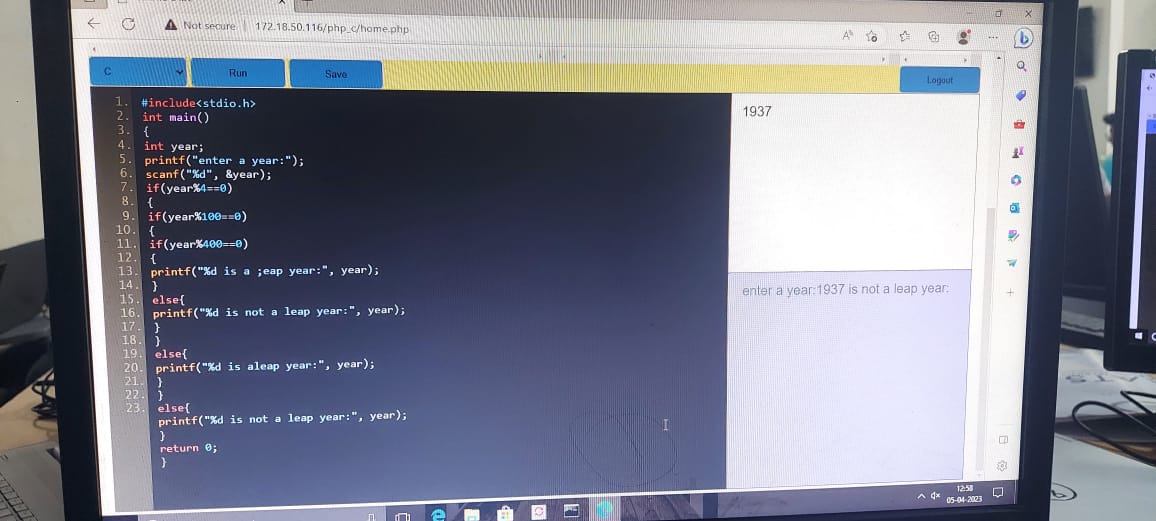 Not secure 172.18.50.116/php_c/home.php
C Run Save Logout
1. #include<stdio.h>
2. int main()
3. {
4. int year;
5. printf("enter a year:");
6. scanf("%d", &year);
7. if(year%4==0)
8. {
9. if(year%100==0)
10. {
11. if(year%400==0)
12. {
13. printf("%d is a ;eap year:", year);
14. }
15. else{
16. printf("%d is not a leap year:", year);
17. }
18. }
19. else{
20. printf("%d is aleap year:", year);
21. }
22. }
23. else{
printf("%d is not a leap year:", year);
}
return 0;
}
1937
enter a year:1937 is not a leap year:
12:58
05-04-2023